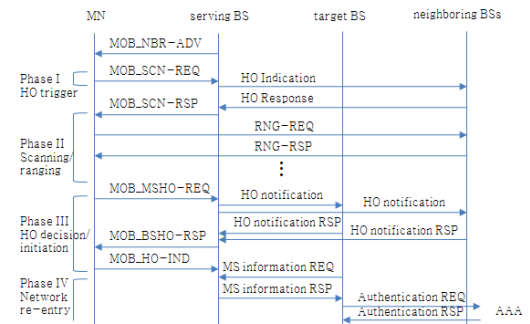 MN serving BS target BS neighboring BSs
MOB_NBR-ADV
Phase I
HO trigger
MOB_SCN-REQ
HO Indication
HO Response
MOB_SCN-RSP
RNG-REQ
Phase II
Scanning/
ranging
RNG-RSP
⋮
MOB_MSHO-REQ
HO notification
HO notification
Phase III
HO decision/
initiation
HO notification RSP
HO notification RSP
MOB_BSHO-RSP
MOB_HO-IND
MS information REQ
Phase IV
Network
re-entry
MS information RSP
Authentication REQ
Authentication RSP
AAA